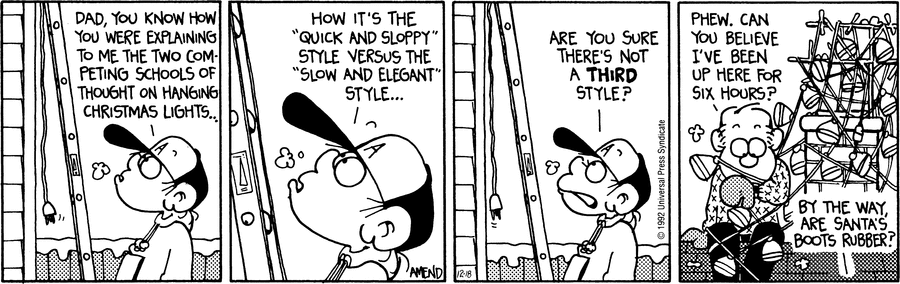 DAD, YOU KNOW HOW
YOU WERE EXPLAINING
TO ME THE TWO COM-
PETING SCHOOLS OF
THOUGHT ON HANGING
CHRISTMAS LIGHTS..
A
HOW IT'S THE
"QUICK AND SLOPPY"
STYLE VERSUS THE
"SLOW AND ELEGANT"
STYLE...
A
AMEND
ARE YOU SURE
THERE'S NOT
A THIRD
STYLE?
A
12-18
© 1992 Universal Press Syndicate
PHEW. CAN
YOU BELIEVE
I'VE BEEN
UP HERE FOR
SIX HOURS?
BY THE WAY,
ARE SANTA'S
BOOTS RUBBER?